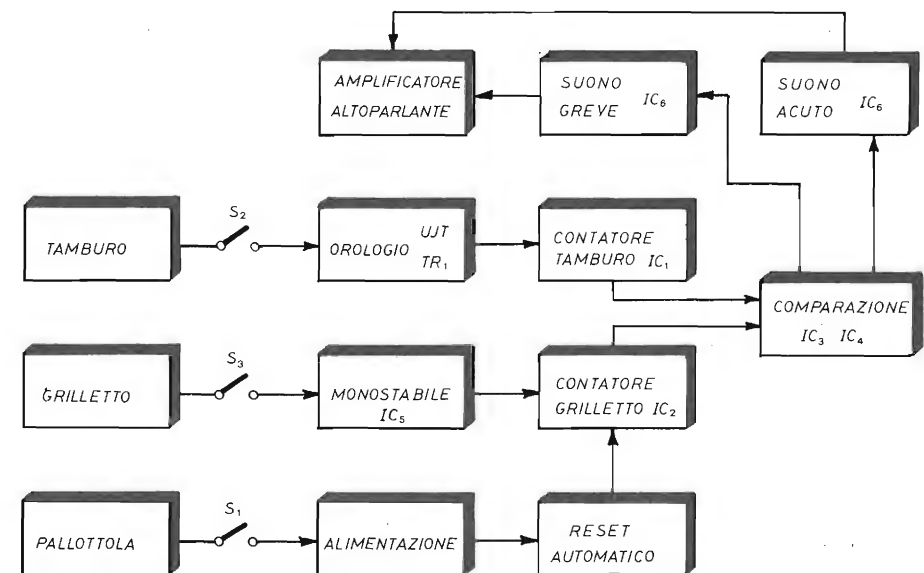 AMPLIFICATORE
ALTOPARLANTE
SUONO
GREVE IC6
SUONO
ACUTO IC6
TAMBURO
S2
OROLOGIO UJT
TR1
CONTATORE
TAMBURO IC1
COMPARAZIONE
IC3 IC4
GRILLETTO
S3
MONOSTABILE
IC5
CONTATORE
GRILLETTO IC2
PALLOTTOLA
S1
ALIMENTAZIONE
RESET
AUTOMATICO